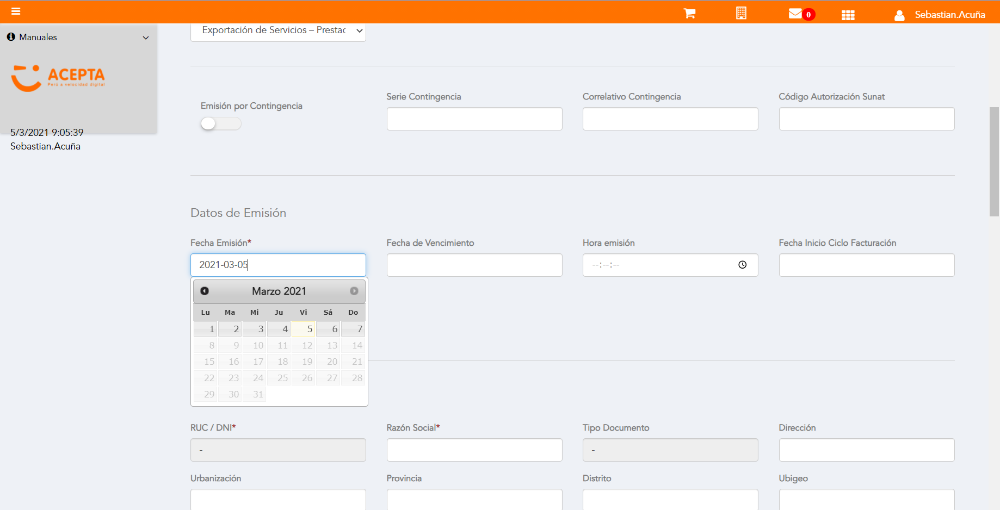 0
Sebastian.Acuña
Manuales
ACEPTA
Perú a velocidad digital
5/3/2021 9:05:39
Sebastian.Acuña
Exportación de Servicios – Prestac
Emisión por Contingencia
Serie Contingencia
Correlativo Contingencia
Código Autorización Sunat
Datos de Emisión
Fecha Emisión*
Fecha de Vencimiento
Hora emisión
Fecha Inicio Ciclo Facturación
2021-03-05
--:--:--
Marzo 2021
Lu Ma Mi Ju Vi Sá Do
1 2 3 4 5 6 7
8 9 10 11 12 13 14
15 16 17 18 19 20 21
22 23 24 25 26 27 28
29 30 31
RUC / DNI*
Razón Social*
Tipo Documento
Dirección
-
-
Urbanización
Provincia
Distrito
Ubigeo